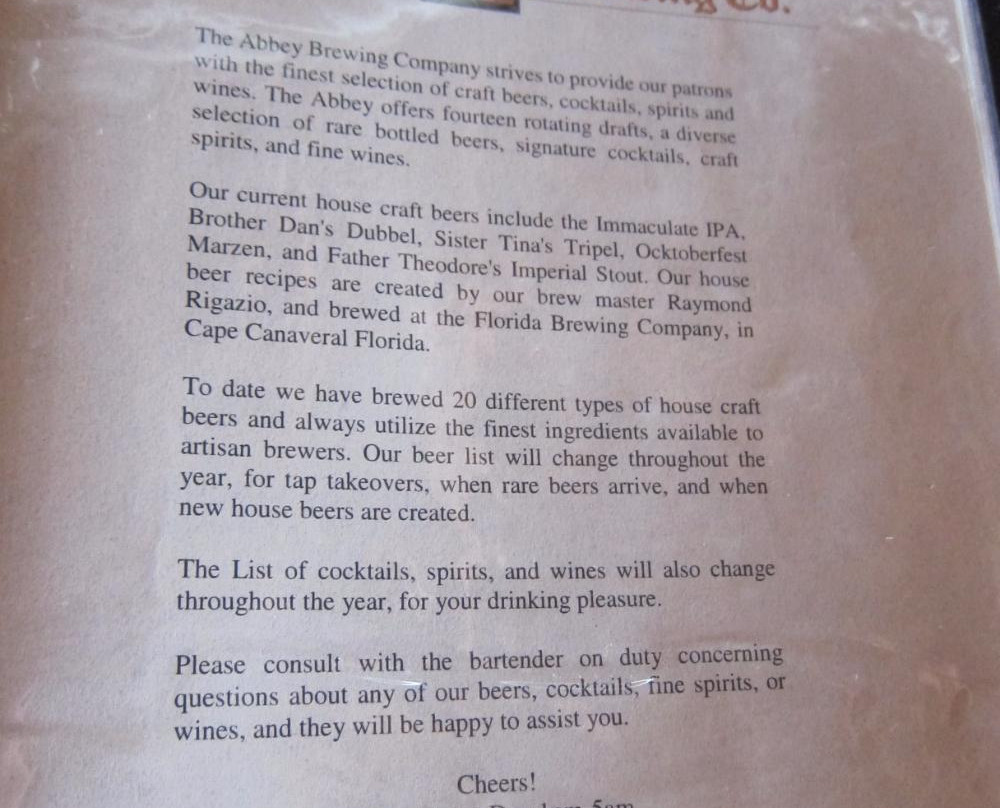 Co.
The Abbey Brewing Company strives to provide our patrons
with the finest selection of craft beers, cocktails, spirits and
wines. The Abbey offers fourteen rotating drafts, a diverse
selection of rare bottled beers, signature cocktails, craft
spirits, and fine wines.
Our current house craft beers include the Immaculate IPA,
Brother Dan's Dubbel, Sister Tina's Tripel, Ocktoberfest
Marzen, and Father Theodore's Imperial Stout. Our house
beer recipes are created by our brew master Raymond
Rigazio, and brewed at the Florida Brewing Company, in
Cape Canaveral Florida.
To date we have brewed 20 different types of house craft
beers and always utilize the finest ingredients available to
artisan brewers. Our beer list will change throughout the
year, for tap takeovers, when rare beers arrive, and when
new house beers are created.
The List of cocktails, spirits, and wines will also change
throughout the year, for your drinking pleasure.
Please consult with the bartender on duty concerning
questions about any of our beers, cocktails, fine spirits, or
wines, and they will be happy to assist you.
Cheers!
5am